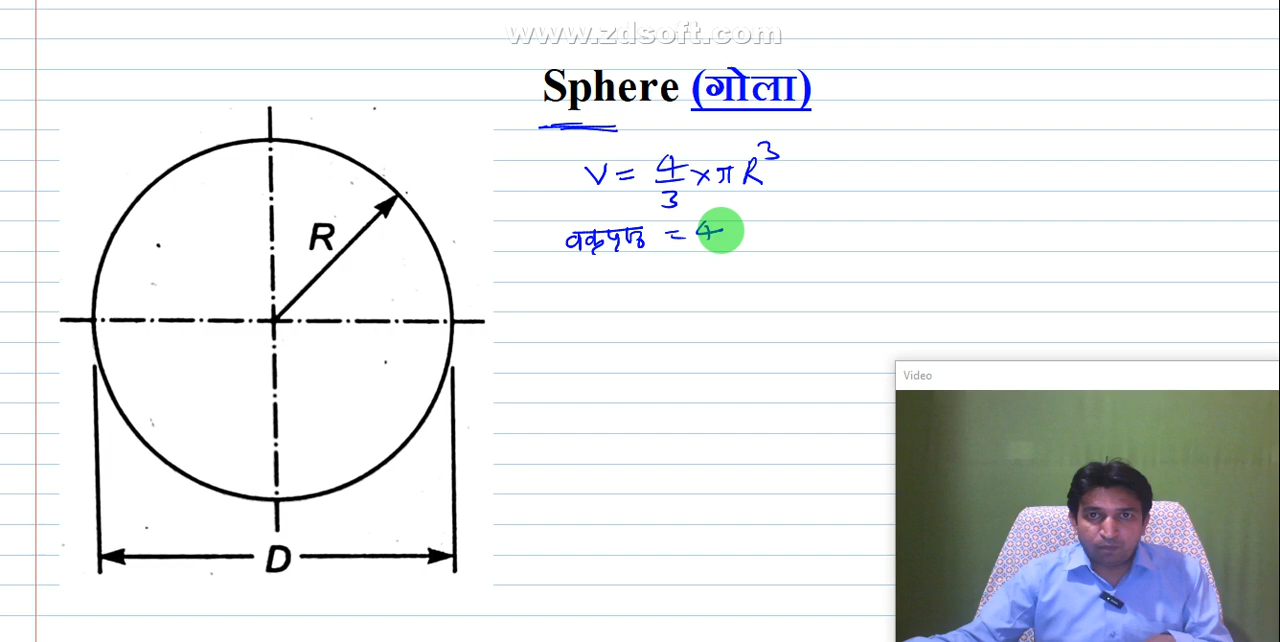 www.zdsoft.com
Sphere (गोला)
V = 4/3 × π R³
वक्रपृष्ठ = 4
R
D
Video